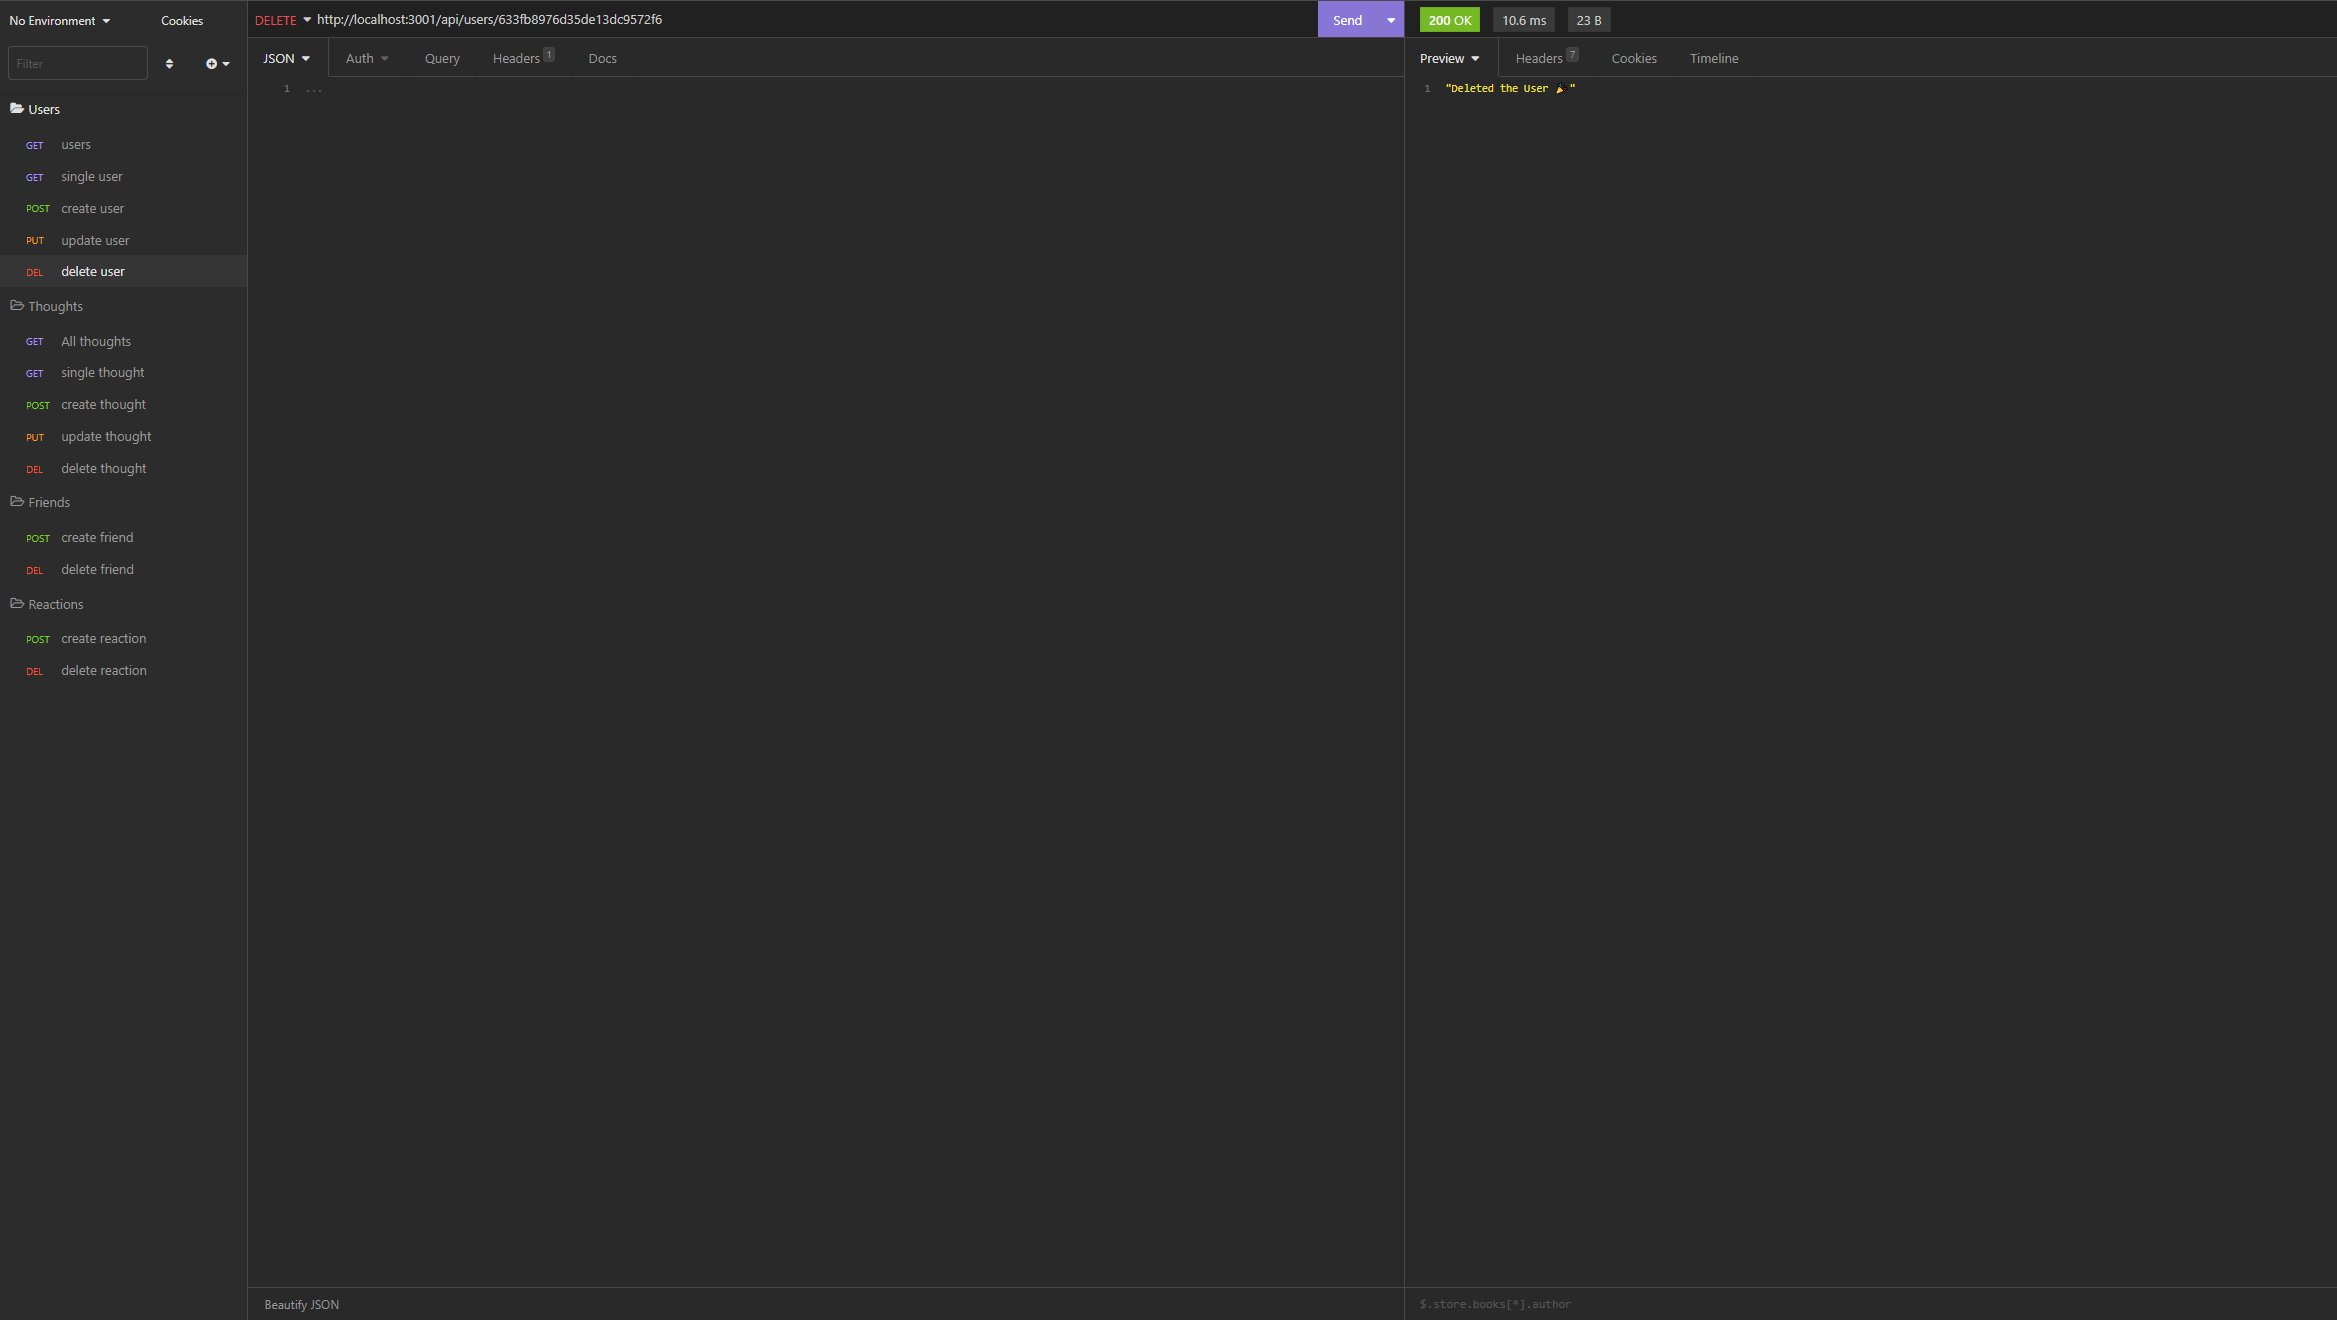 No Environment
Cookies
Filter
Users
GET users
GET single user
POST create user
PUT update user
DEL delete user
Thoughts
GET All thoughts
GET single thought
POST create thought
PUT update thought
DEL delete thought
Friends
POST create friend
DEL delete friend
Reactions
POST create reaction
DEL delete reaction
DELETE http://localhost:3001/api/users/633fb8976d35de13dc9572f6 Send
JSON Auth Query Headers 1 Docs
1 ...
Beautify JSON
200 OK 10.6 ms 23 B
Preview Headers 7 Cookies Timeline
1 "Deleted the User 🎉"
$.store.books[*].author